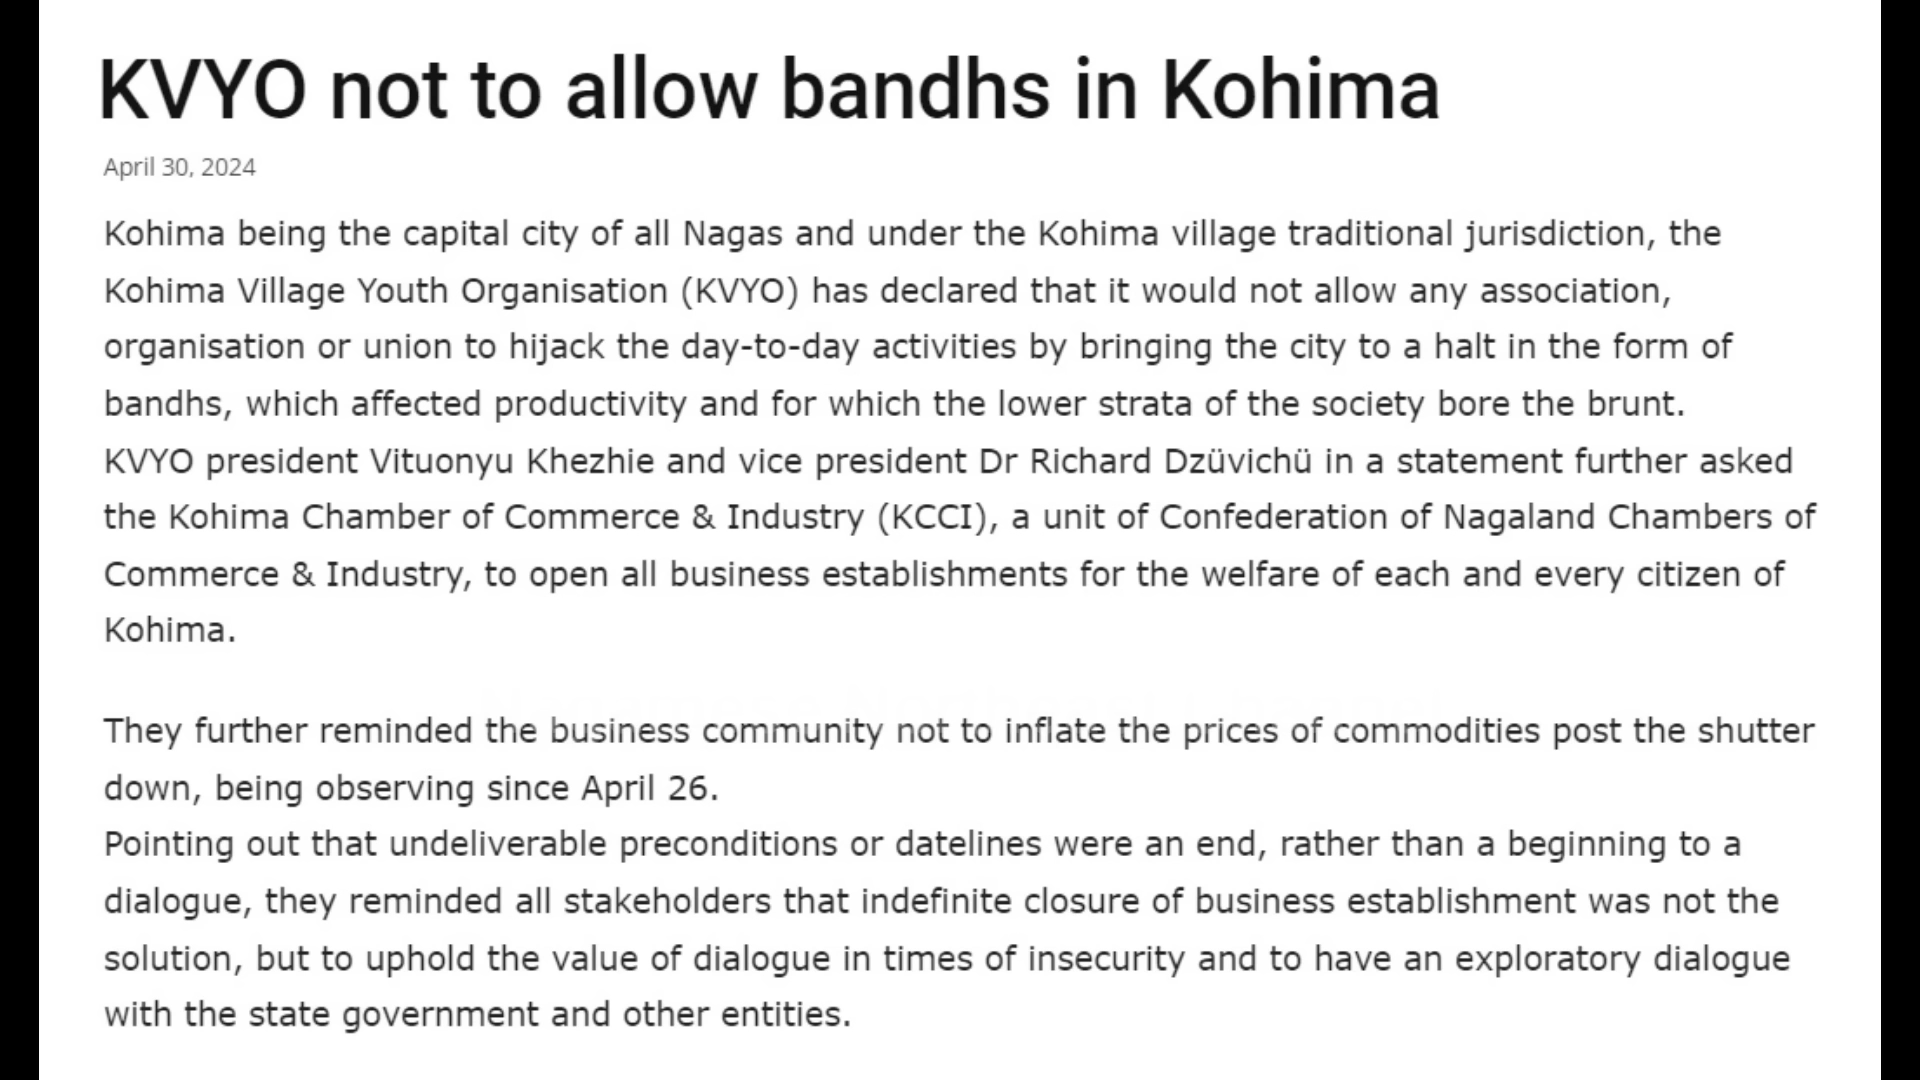 KVYO not to allow bandhs in Kohima
April 30, 2024
Kohima being the capital city of all Nagas and under the Kohima village traditional jurisdiction, the
Kohima Village Youth Organisation (KVYO) has declared that it would not allow any association,
organisation or union to hijack the day-to-day activities by bringing the city to a halt in the form of
bandhs, which affected productivity and for which the lower strata of the society bore the brunt.
KVYO president Vituonyu Khezhie and vice president Dr Richard Dzüvichü in a statement further asked
the Kohima Chamber of Commerce & Industry (KCCI), a unit of Confederation of Nagaland Chambers of
Commerce & Industry, to open all business establishments for the welfare of each and every citizen of
Kohima.
They further reminded the business community not to inflate the prices of commodities post the shutter
down, being observing since April 26.
Pointing out that undeliverable preconditions or datelines were an end, rather than a beginning to a
dialogue, they reminded all stakeholders that indefinite closure of business establishment was not the
solution, but to uphold the value of dialogue in times of insecurity and to have an exploratory dialogue
with the state government and other entities.